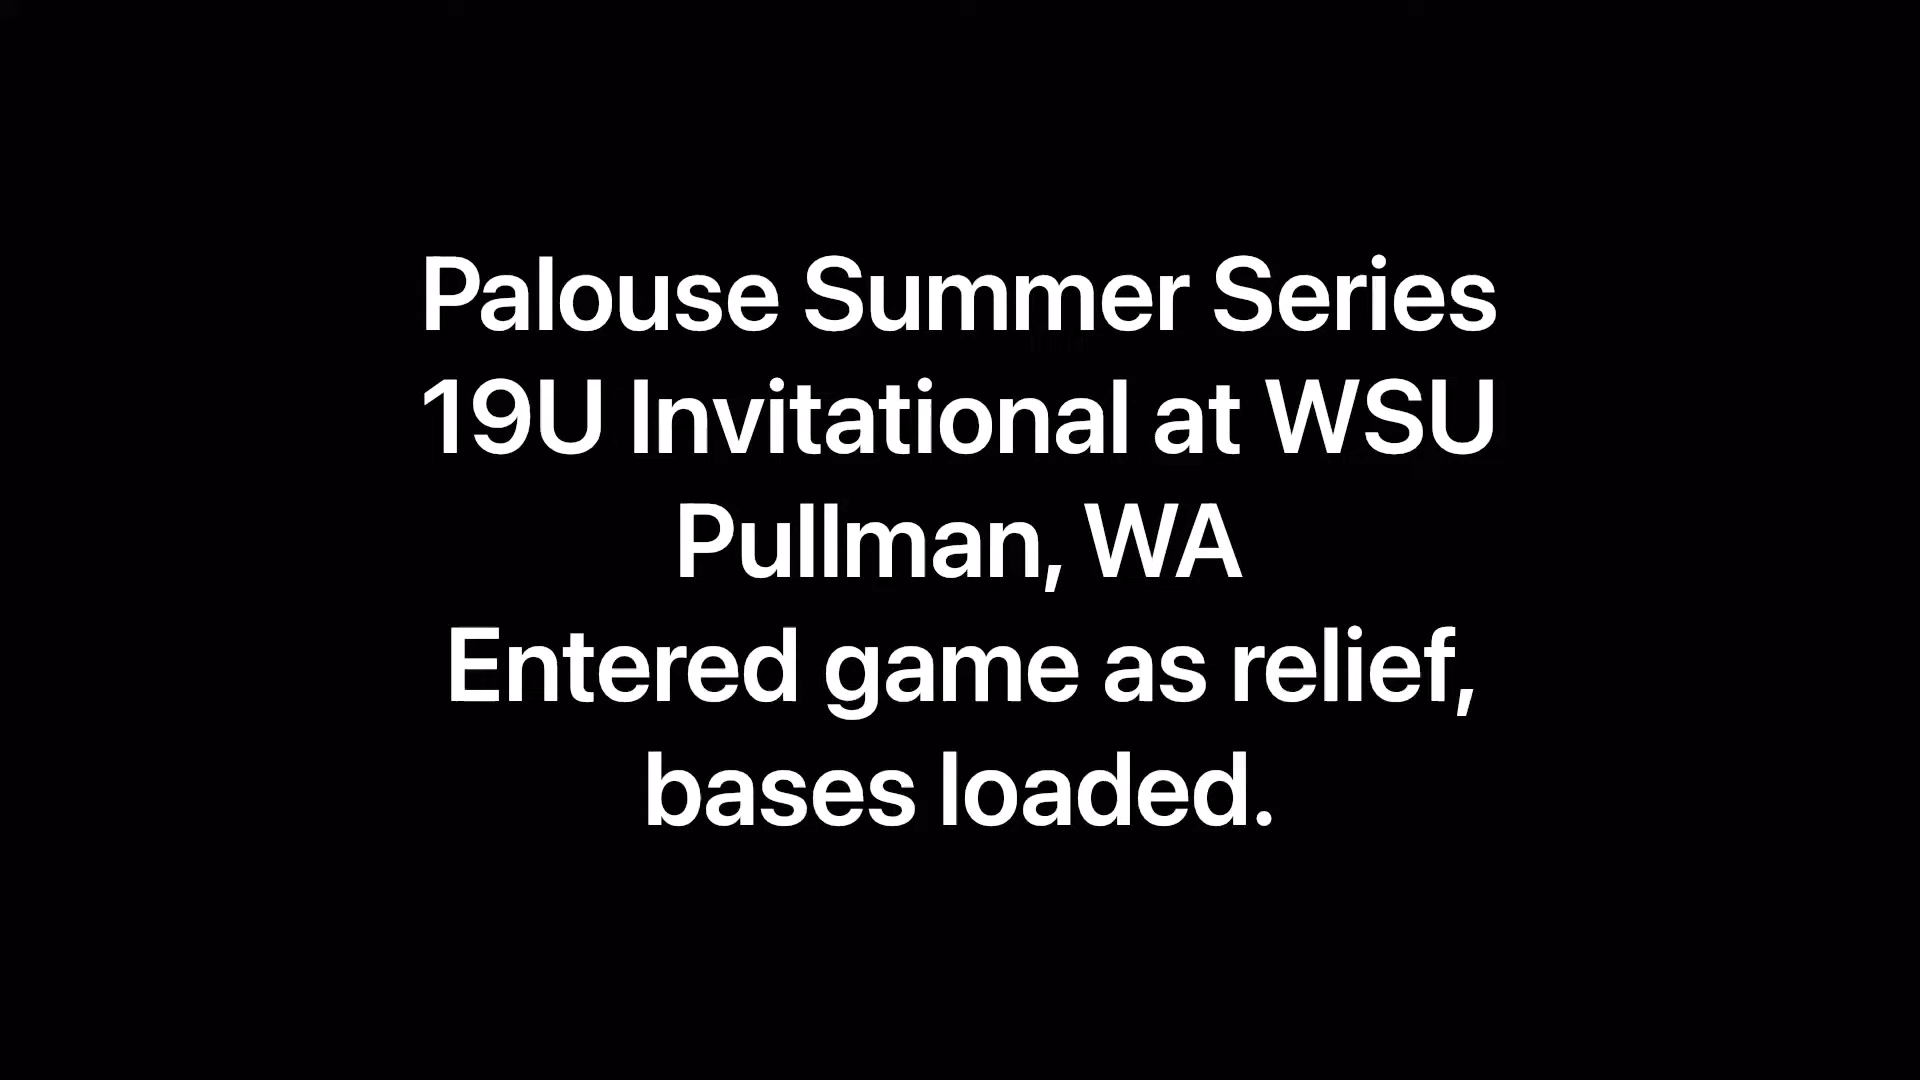 Palouse Summer Series
19U Invitational at WSU
Pullman, WA
Entered game as relief,
bases loaded.